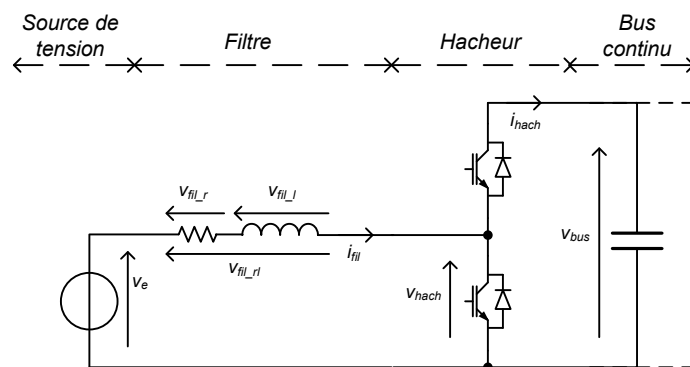 Source de
tension
Filtre
Hacheur
Bus
continu
i_hach
v_fil_r
v_fil_l
v_bus
v_fil_rl
i_fil
v_e
v_hach